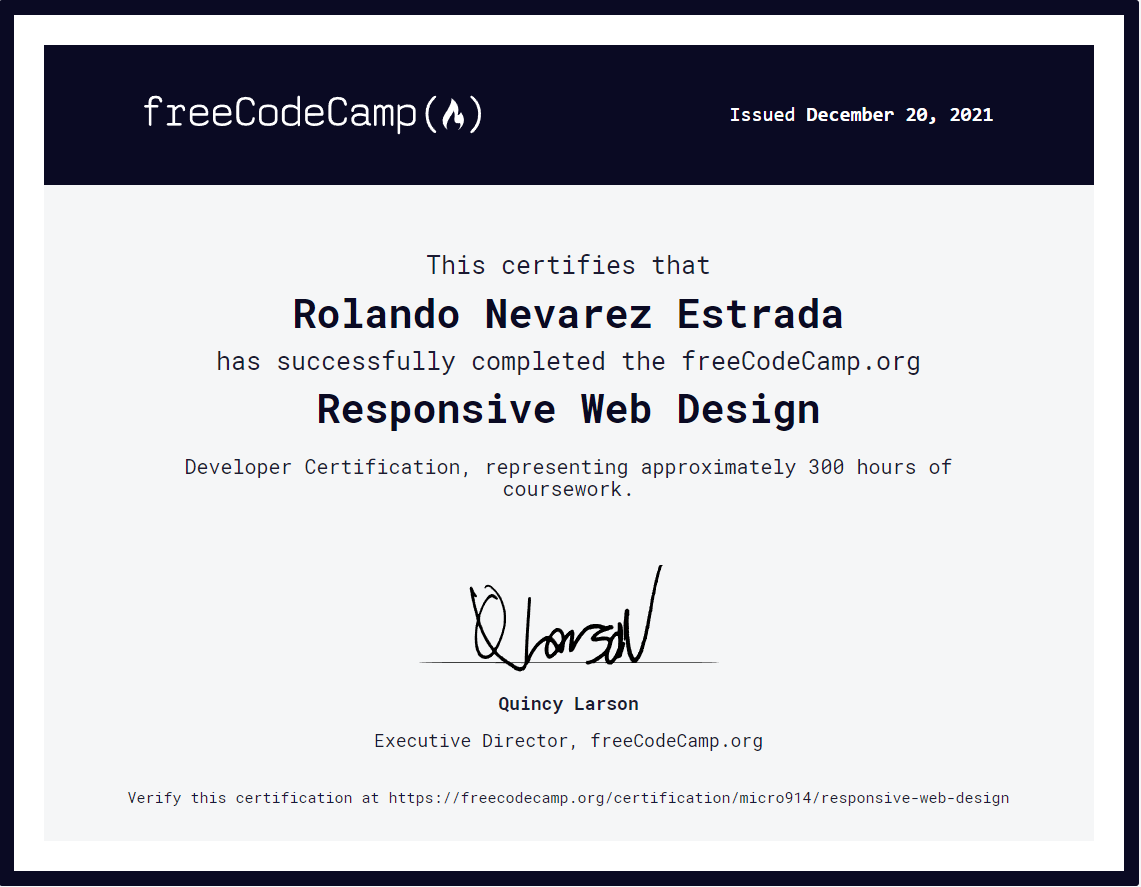 freeCodeCamp(🔥)
Issued December 20, 2021
This certifies that
Rolando Nevarez Estrada
has successfully completed the freeCodeCamp.org
Responsive Web Design
Developer Certification, representing approximately 300 hours of
coursework.
Q Larson
Quincy Larson
Executive Director, freeCodeCamp.org
Verify this certification at https://freecodecamp.org/certification/micro914/responsive-web-design